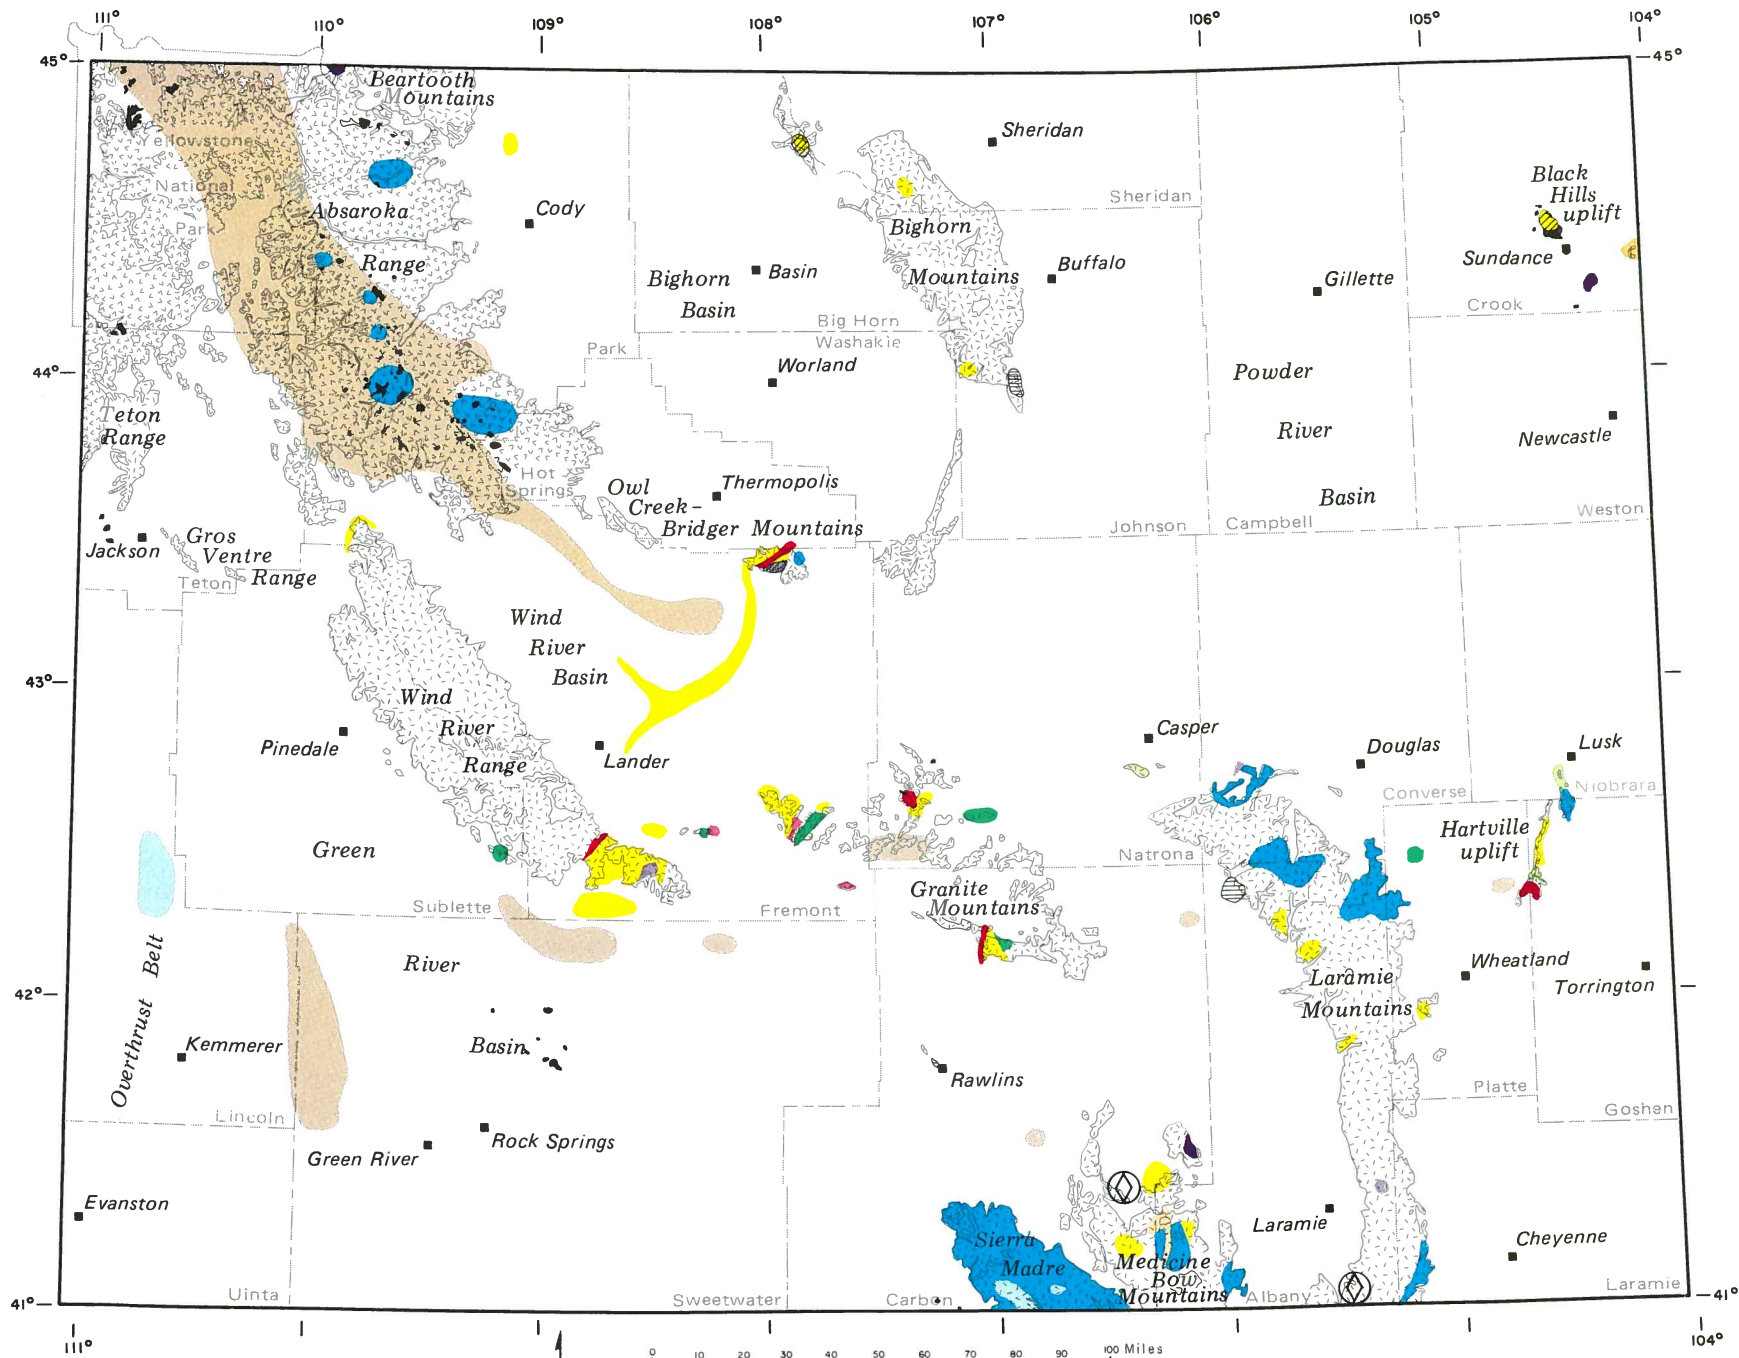 111°
110°
109°
108°
107°
106°
105°
104°
45°
45°
Beartooth
Mountains
Sheridan
Yellowstone
National
Park
Absaroka
Range
Cody
Sheridan
Black
Hills
uplift
Bighorn
Mountains
Bighorn
Basin
Basin
Buffalo
Gillette
Sundance
Crook
Big Horn
Washakie
Park
Worland
44°
Powder
River
Basin
Teton
Range
Newcastle
Hot
Springs
Owl
Creek-
Bridger Mountains
Thermopolis
Johnson
Campbell
Weston
Jackson
Gros
Ventre
Range
Teton
Wind
River
Basin
43°
Wind
River
Range
Pinedale
Lander
Casper
Douglas
Lusk
Converse
Niobrara
Hartville
uplift
Green
Natrona
Granite
Mountains
Sublette
Fremont
River
Wheatland
Torrington
Laramie
Mountains
42°
Overthrust Belt
Kemmerer
Basin
Rawlins
Platte
Goshen
Lincoln
Rock Springs
Green River
Evanston
Laramie
Cheyenne
Sierra
Madre
Medicine
Bow
Mountains
41°
Uinta
Sweetwater
Carbon
Albany
Laramie
41°
111°
104°
0 10 20 30 40 50 60 70 80 90 100 Miles